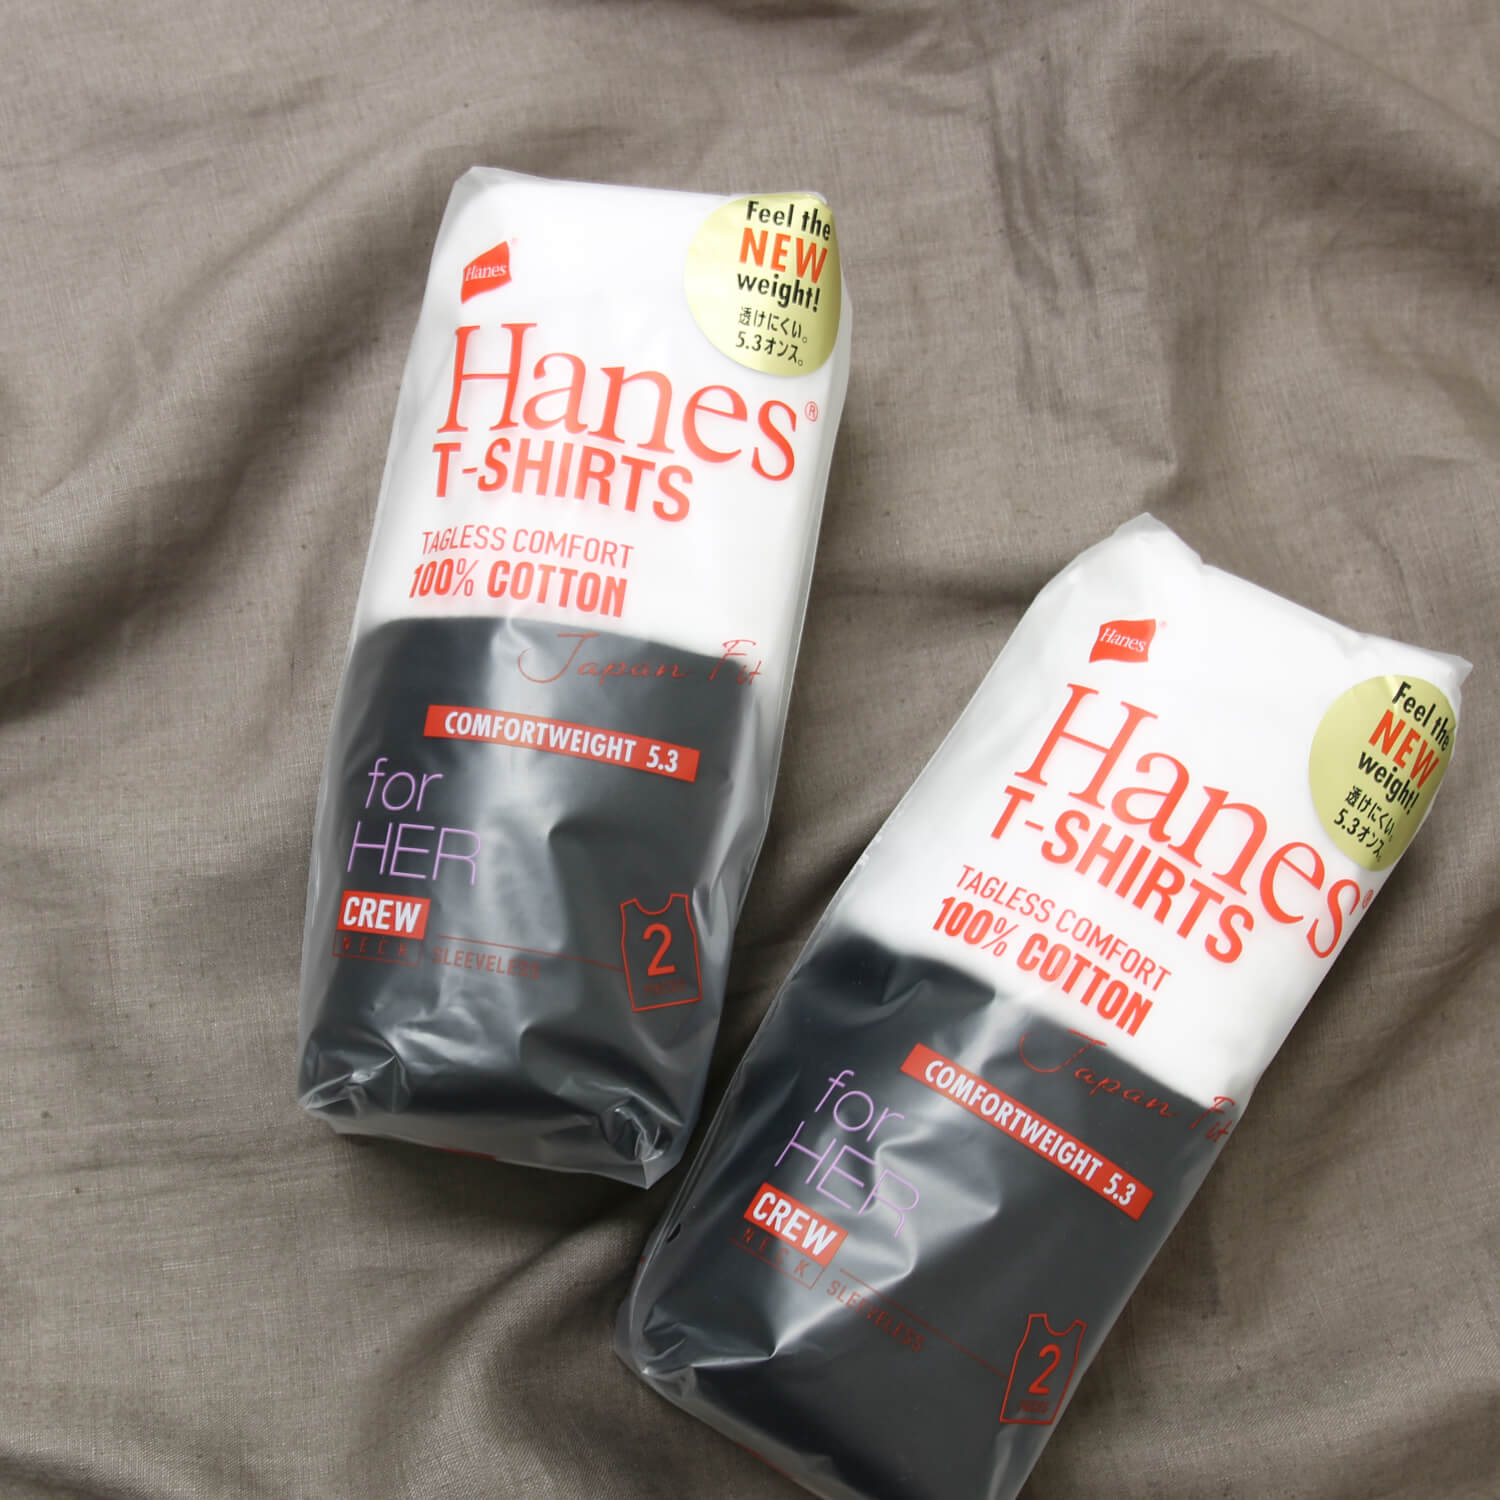 Feel the
NEW
weight!
透けにくい。
5.3オンス。
Hanes
Hanes®
T-SHIRTS
TAGLESS COMFORT
100% COTTON
Japan Fit
COMFORTWEIGHT 5.3
for
HER
CREW
NECK SLEEVELESS
2
Hanes
Feel the
NEW
weight!
透けにくい。
5.3オンス。
Hanes®
T-SHIRTS
TAGLESS COMFORT
100% COTTON
Japan Fit
COMFORTWEIGHT 5.3
for
HER
CREW
NECK SLEEVELESS
2